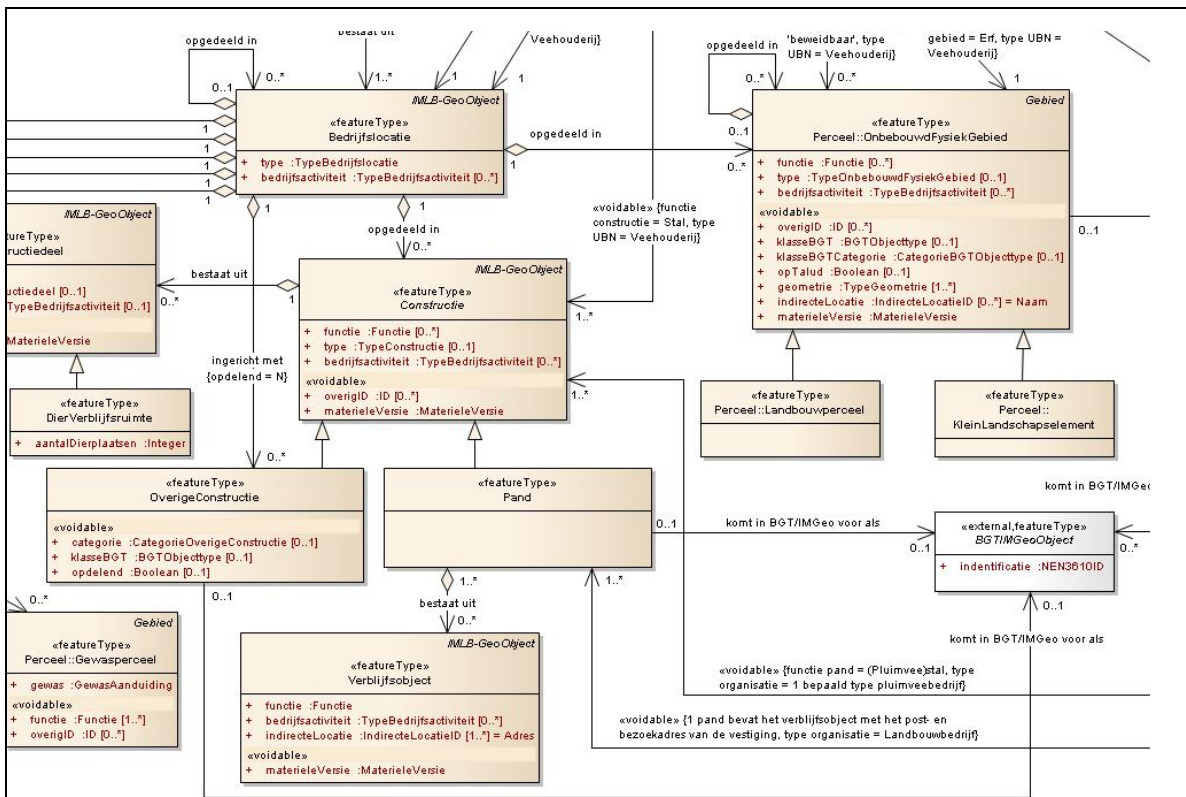 bestaat uit
opgedeeld in
0..*
1..*
0..1
1
1
1
1
1
1
Veehouderij}
1
1
IMLB-GeoObject
«featureType»
Bedrijfslocatie
+ type :TypeBedrijfslocatie
+ bedrijfsactiviteit :TypeBedrijfsactiviteit [0..*]
1
1
1
opgedeeld in
0..*
opgedeeld in
0..*
0..1
'beweidbaar', type
UBN = Veehouderij}
0..*
gebied = Erf, type UBN =
Veehouderij}
1
Gebied
«featureType»
Perceel::OnbebouwdFysiekGebied
+ functie :Functie [0..*]
+ type :TypeOnbebouwdFysiekGebied [0..1]
+ bedrijfsactiviteit :TypeBedrijfsactiviteit [0..*]
«voidable»
+ overigID :ID [0..*]
+ klasseBGT :BGTObjecttype [0..1]
+ klasseBGTCategorie :CategorieBGTObjecttype [0..1]
+ opTalud :Boolean [0..1]
+ geometrie :TypeGeometrie [1..*]
+ indirecteLocatie :IndirecteLocatieID [0..*] = Naam
+ materieleVersie :MaterieleVersie
0..1
«voidable» {functie
constructie = Stal, type
UBN = Veehouderij}
1..*
opgedeeld in
0..*
IMLB-GeoObject
eatureType»
uctiedeel
uctiedeel [0..1]
TypeBedrijfsactiviteit [0..1]
MaterieleVersie
bestaat uit
0..*
1
IMLB-GeoObject
«featureType»
Constructie
+ functie :Functie [0..*]
+ type :TypeConstructie [0..1]
+ bedrijfsactiviteit :TypeBedrijfsactiviteit [0..*]
«voidable»
+ overigID :ID [0..*]
+ materieleVersie :MaterieleVersie
1..*
ingericht met
{opdelend = N}
0..*
«featureType»
DierVerblijfsruimte
+ aantalDierplaatsen :Integer
«featureType»
Perceel::Landbouwperceel
«featureType»
Perceel::
KleinLandschapselement
«featureType»
OverigeConstructie
«voidable»
+ categorie :CategorieOverigeConstructie [0..1]
+ klasseBGT :BGTObjecttype [0..1]
+ opdelend :Boolean [0..1]
0..1
«featureType»
Pand
0..1
komt in BGT/IMGeo voor als
0..1
komt in BGT/IMGeo
«external,featureType»
BGTIMGeoObject
+ indentificatie :NEN3610ID
0..*
0..1
komt in BGT/IMGeo voor als
1..*
1..*
bestaat uit
0..*
0..*
Gebied
«featureType»
Perceel::Gewasperceel
+ gewas :GewasAanduiding
«voidable»
+ functie :Functie [1..*]
+ overigID :ID [0..*]
IMLB-GeoObject
«featureType»
Verblijfsobject
+ functie :Functie
+ bedrijfsactiviteit :TypeBedrijfsactiviteit [0..*]
+ indirecteLocatie :IndirecteLocatieID [1..*] = Adres
«voidable»
+ materieleVersie :MaterieleVersie
«voidable» {functie pand = (Pluimvee)stal, type
organisatie = 1 bepaald type pluimveebedrijf}
«voidable» {1 pand bevat het verblijfsobject met het post- en
bezoekadres van de vestiging, type organisatie = Landbouwbedrijf}